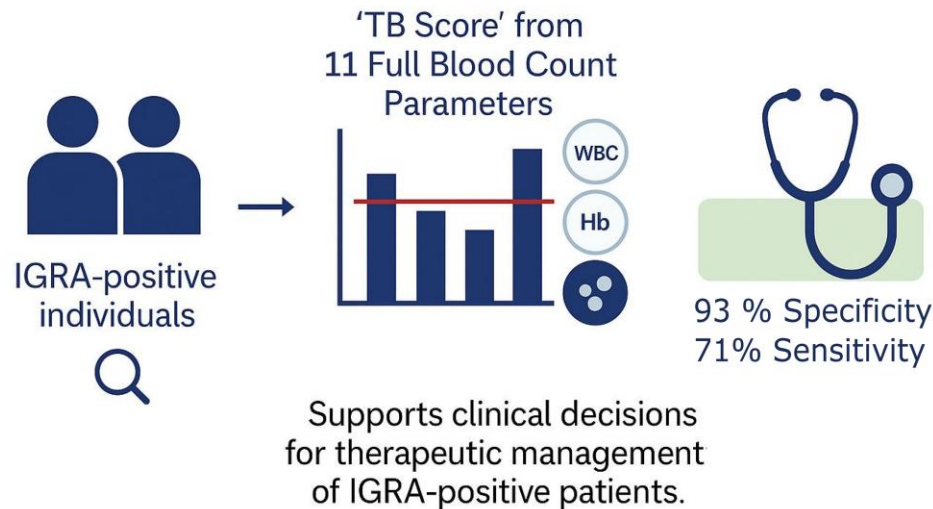 ‘TB Score’ from
11 Full Blood Count
Parameters
WBC
Hb
IGRA-positive
individuals
93 % Specificity
71% Sensitivity
Supports clinical decisions
for therapeutic management
of IGRA-positive patients.